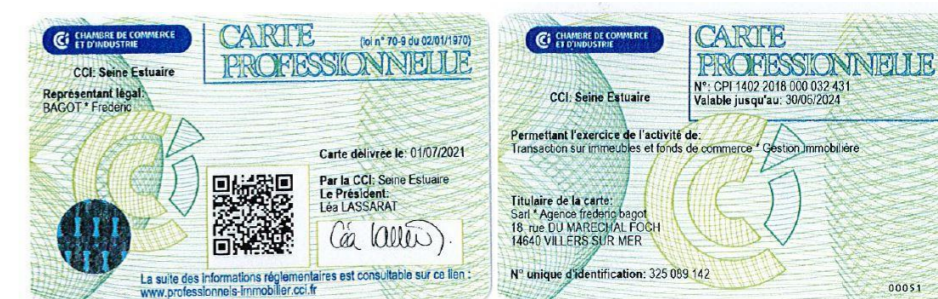 CHAMBRE DE COMMERCE
ET D'INDUSTRIE
CARTE
PROFESSIONNELLE
(loi n° 70-9 du 02/01/1970)
CCI: Seine Estuaire
Représentant légal:
BAGOT * Frederic
Carte délivrée le: 01/07/2021
Par la CCI: Seine Estuaire
Le Président:
Léa LASSARAT
La suite des informations réglementaires est consultable sur ce lien :
www.professionnels-immobilier.cci.fr
CHAMBRE DE COMMERCE
ET D'INDUSTRIE
CARTE
PROFESSIONNELLE
CCI: Seine Estuaire
N°: CPI 1402 2018 000 032 431
Valable jusqu'au: 30/06/2024
Permettant l'exercice de l'activité de:
Transaction sur immeubles et fonds de commerce * Gestion immobilière
Titulaire de la carte:
Sarl * Agence frederic bagot
18 rue DU MARECHAL FOCH
14640 VILLERS SUR MER
N° unique d'identification: 325 089 142
00051